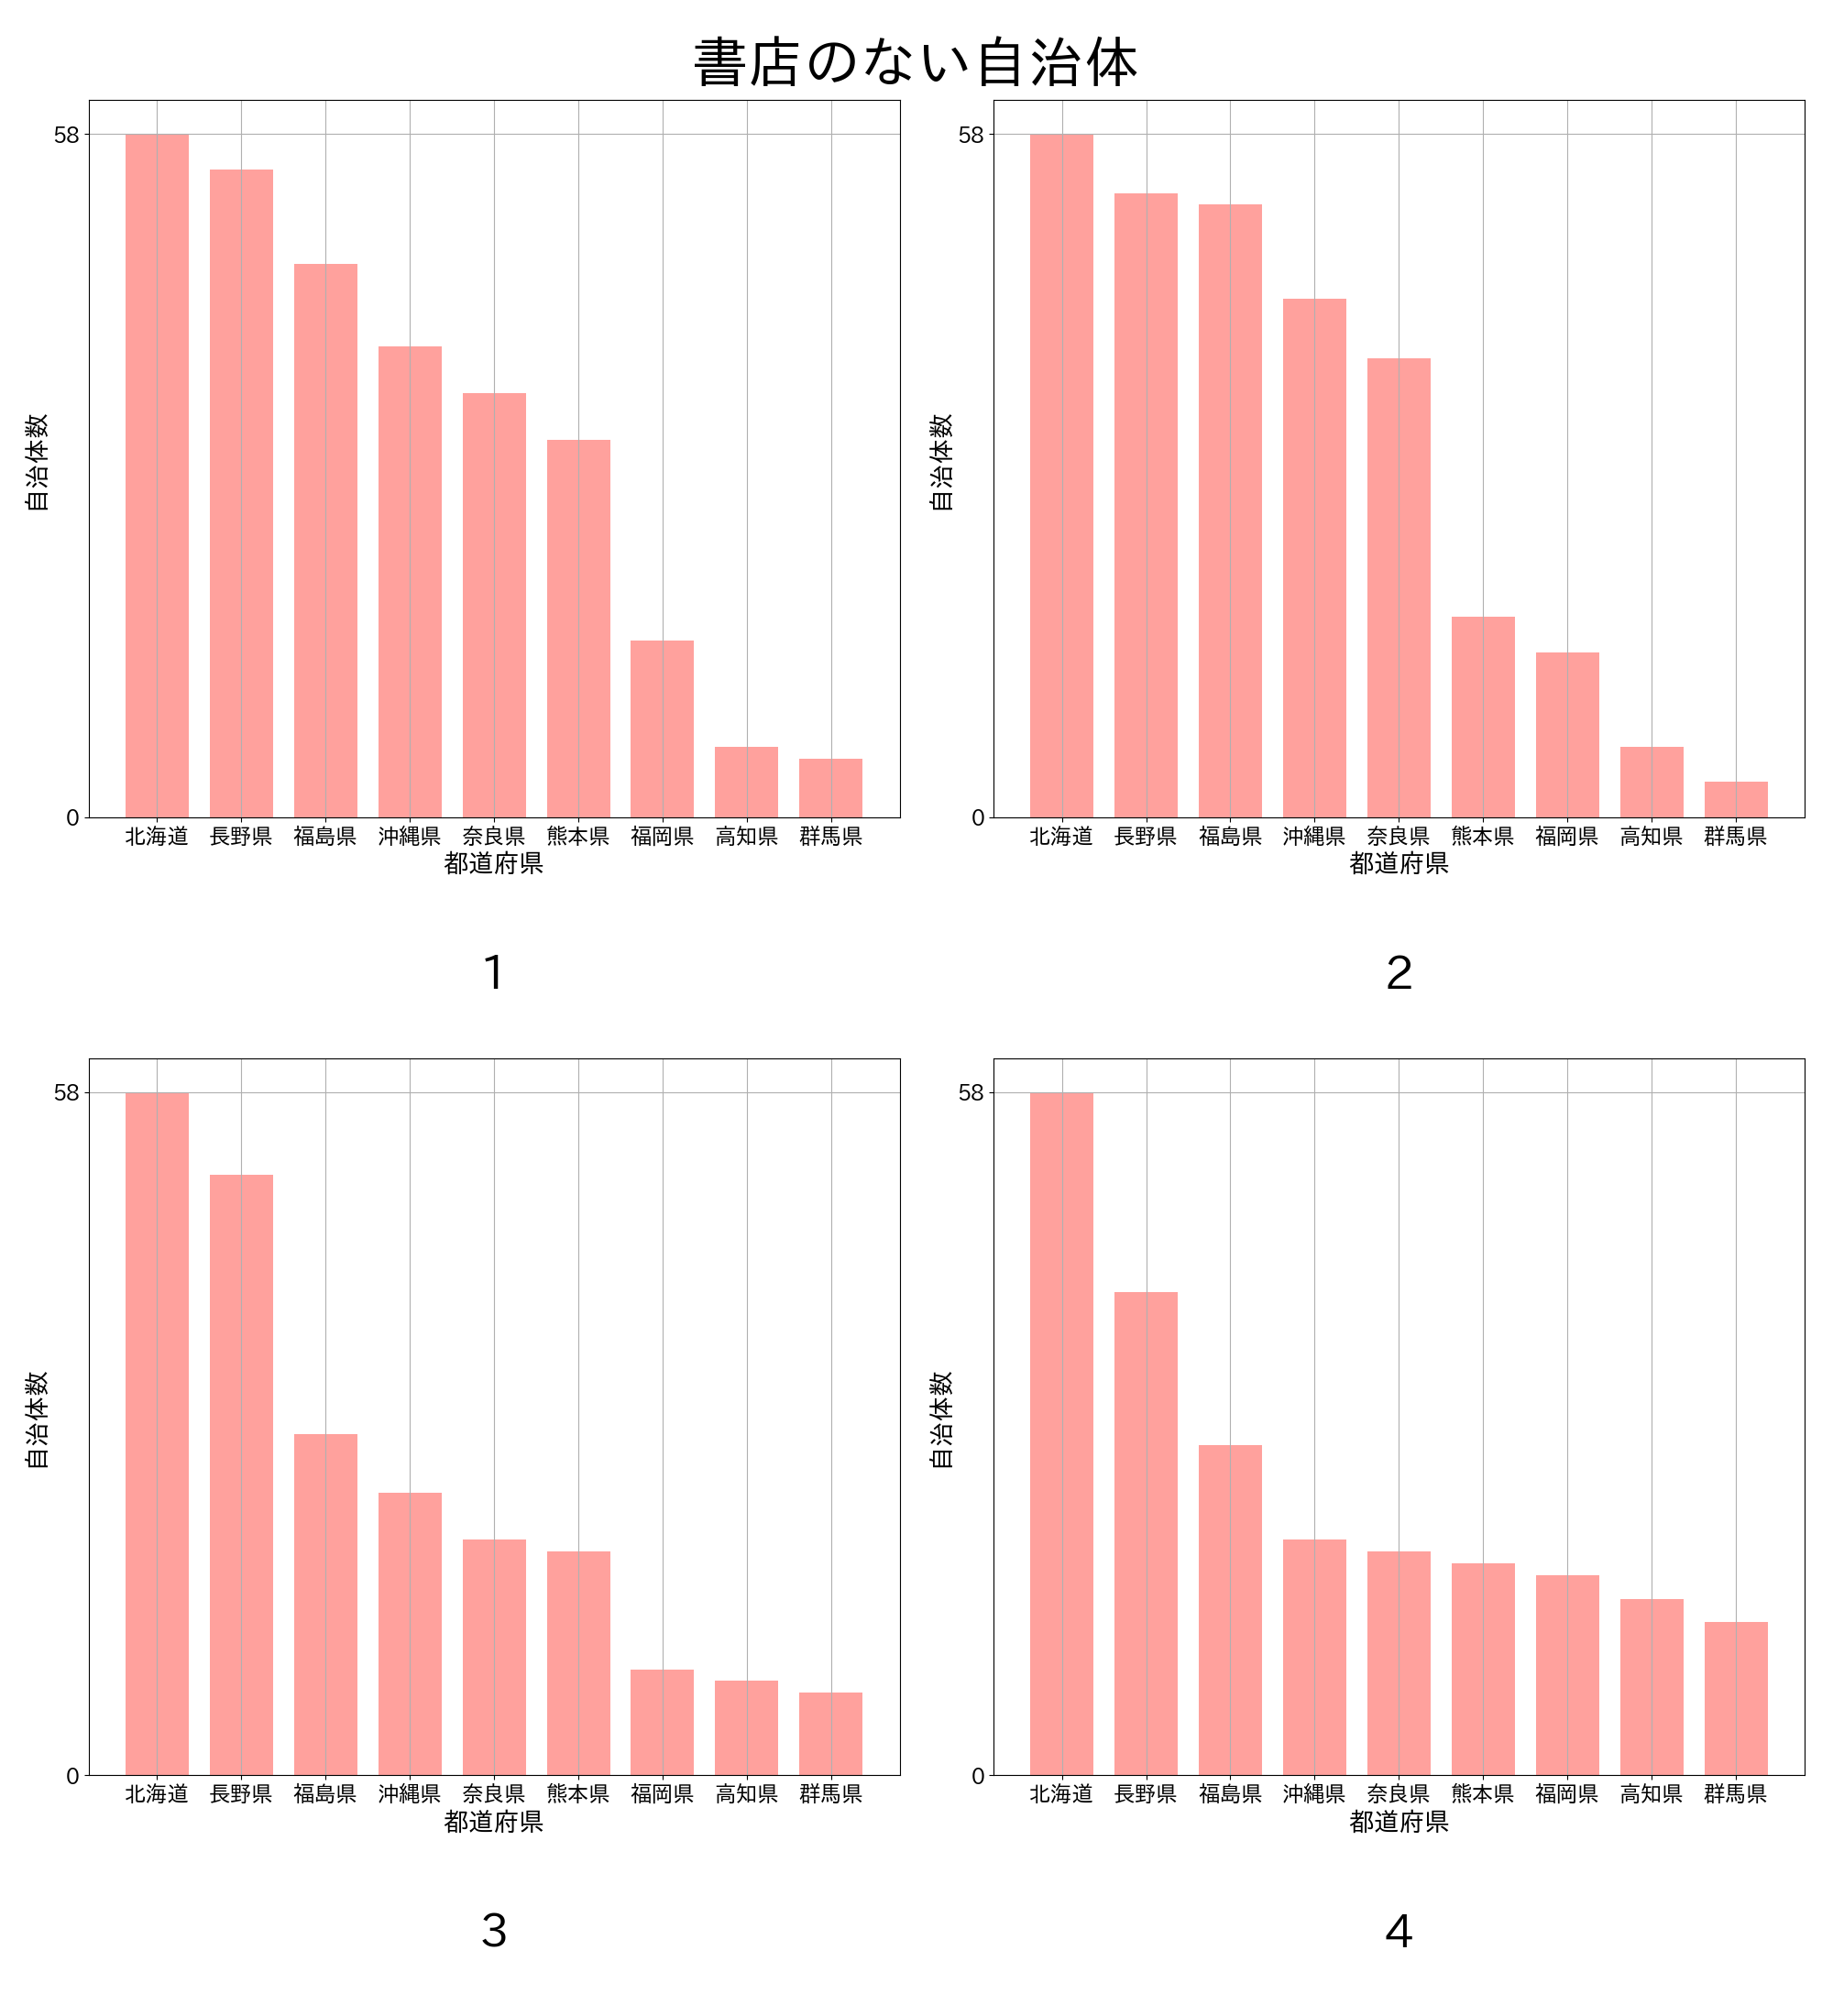 書店のない自治体
58
0
自治体数
北海道 長野県 福島県 沖縄県 奈良県 熊本県 福岡県 高知県 群馬県
都道府県
1
58
0
自治体数
北海道 長野県 福島県 沖縄県 奈良県 熊本県 福岡県 高知県 群馬県
都道府県
2
58
0
自治体数
北海道 長野県 福島県 沖縄県 奈良県 熊本県 福岡県 高知県 群馬県
都道府県
3
58
0
自治体数
北海道 長野県 福島県 沖縄県 奈良県 熊本県 福岡県 高知県 群馬県
都道府県
4